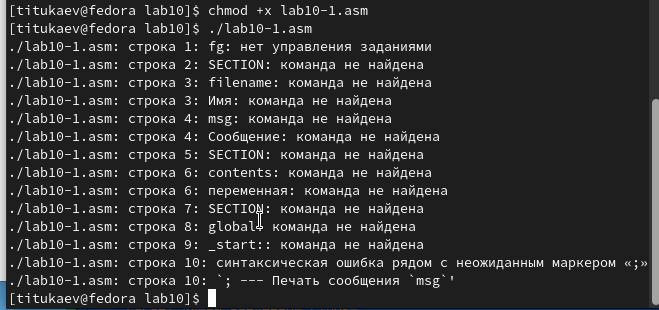 [titukaev@fedora lab10]$ chmod +x lab10-1.asm
[titukaev@fedora lab10]$ ./lab10-1.asm
./lab10-1.asm: строка 1: fg: нет управления заданиями
./lab10-1.asm: строка 2: SECTION: команда не найдена
./lab10-1.asm: строка 3: filename: команда не найдена
./lab10-1.asm: строка 3: Имя: команда не найдена
./lab10-1.asm: строка 4: msg: команда не найдена
./lab10-1.asm: строка 4: Сообщение: команда не найдена
./lab10-1.asm: строка 5: SECTION: команда не найдена
./lab10-1.asm: строка 6: contents: команда не найдена
./lab10-1.asm: строка 6: переменная: команда не найдена
./lab10-1.asm: строка 7: SECTION: команда не найдена
./lab10-1.asm: строка 8: global: команда не найдена
./lab10-1.asm: строка 9: _start:: команда не найдена
./lab10-1.asm: строка 10: синтаксическая ошибка рядом с неожиданным маркером «;»
./lab10-1.asm: строка 10: `; --- Печать сообщения `msg`'
[titukaev@fedora lab10]$